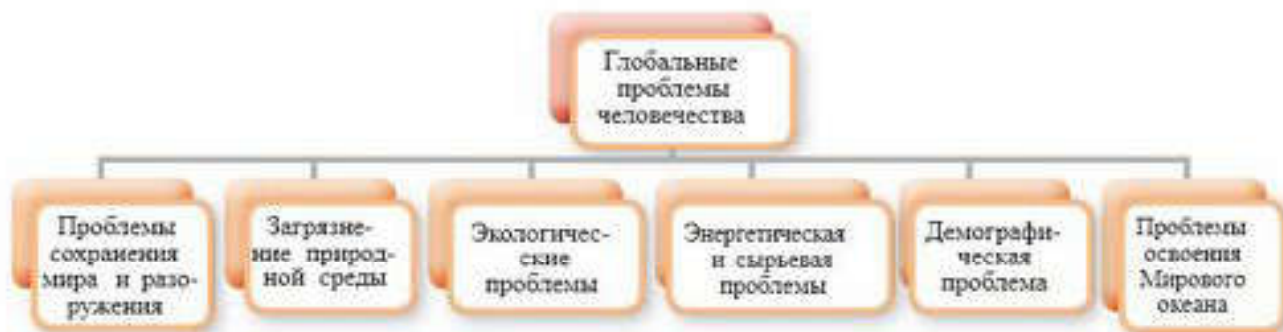 Глобальные
проблемы
человечества
Проблемы
сохранения
мира и разо-
ружения
Загрязне-
ние природ-
ной среды
Экологичес-
ские проблемы
Энергетическая
и сырьевая
проблемы
Демографи-
ческая
проблема
Проблемы
освоения
Мирового
океана